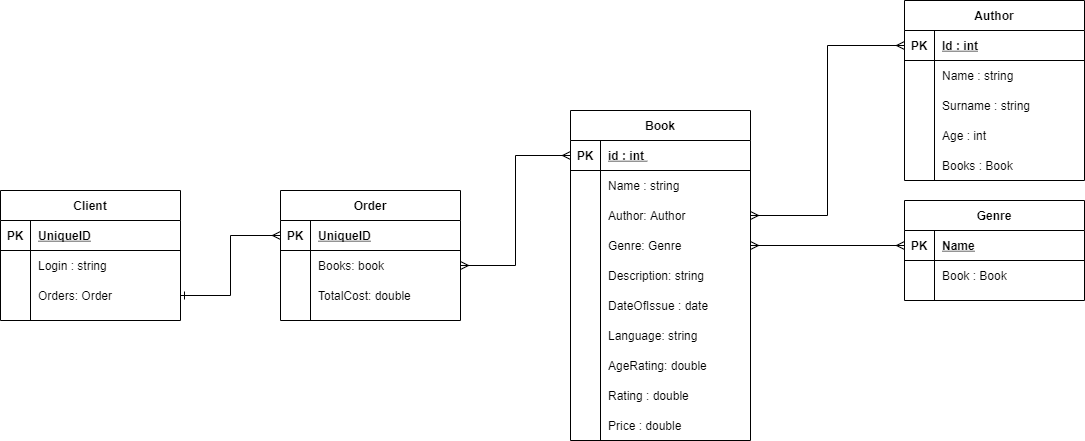 Client
PK UniqueID
Login : string
Orders: Order
Order
PK UniqueID
Books: book
TotalCost: double
Book
PK id : int
Name : string
Author: Author
Genre: Genre
Description: string
DateOfIssue : date
Language: string
AgeRating: double
Rating : double
Price : double
Author
PK Id : int
Name : string
Surname : string
Age : int
Books : Book
Genre
PK Name
Book : Book